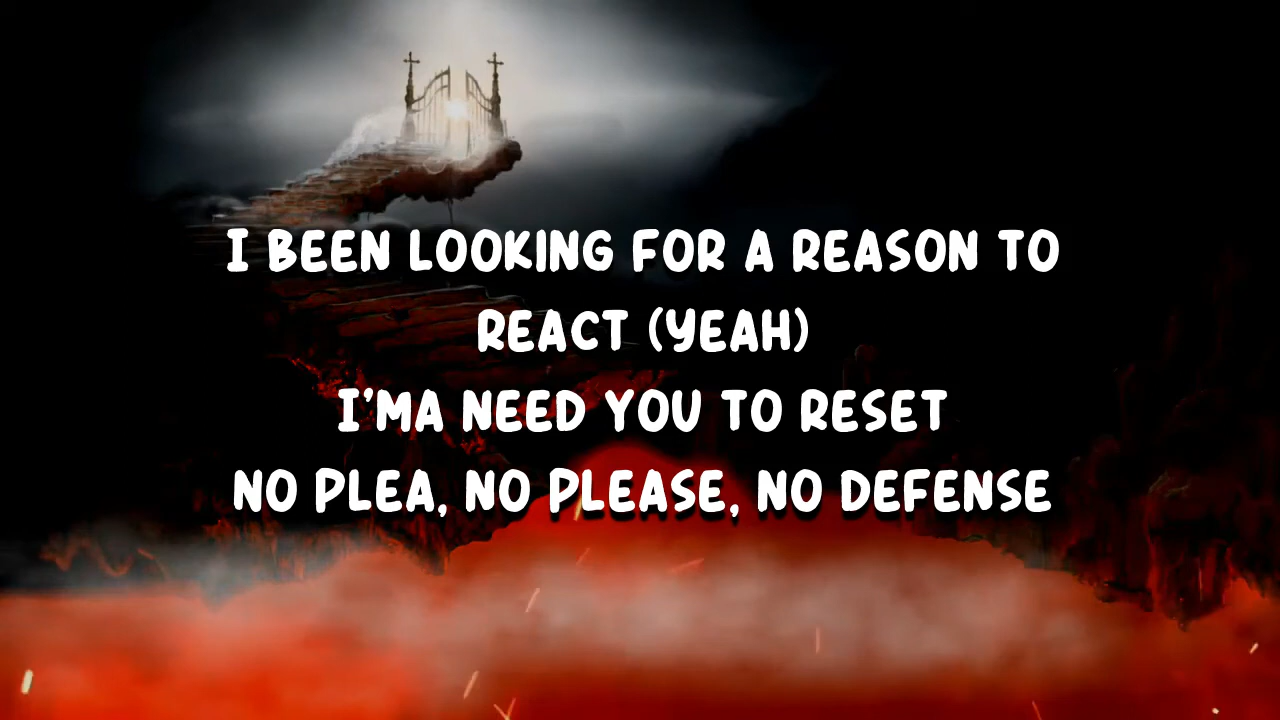 I BEEN LOOKING FOR A REASON TO
REACT (YEAH)
I'MA NEED YOU TO RESET
NO PLEA, NO PLEASE, NO DEFENSE